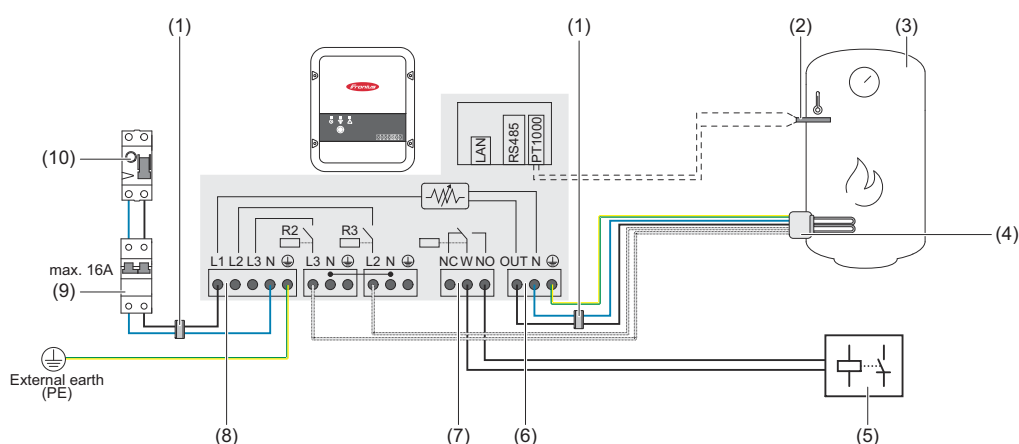 (1)
(1)
(2)
(3)
(10)
Fronius
LAN
RS485
PT1000
R2
R3
(4)
max. 16A
L1 L2 L3 N
L3 N
L2 N
NC W NO
OUT N
(9)
External earth
(PE)
(8)
(7)
(6)
(5)